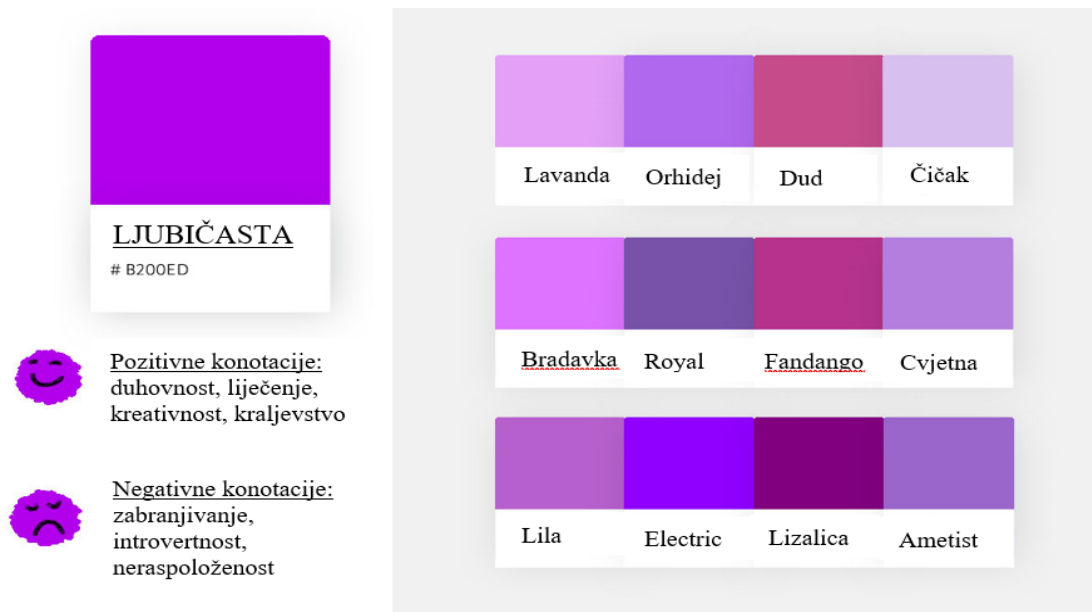 LJUBIČASTA
# B200ED
Pozitivne konotacije:
duhovnost, liječenje,
kreativnost, kraljevstvo
Negativne konotacije:
zabranjivanje,
introvertnost,
neraspoloženost
Lavanda Orhidej Dud Čičak
Bradavka Royal Fandango Cvjetna
Lila Electric Lizalica Ametist